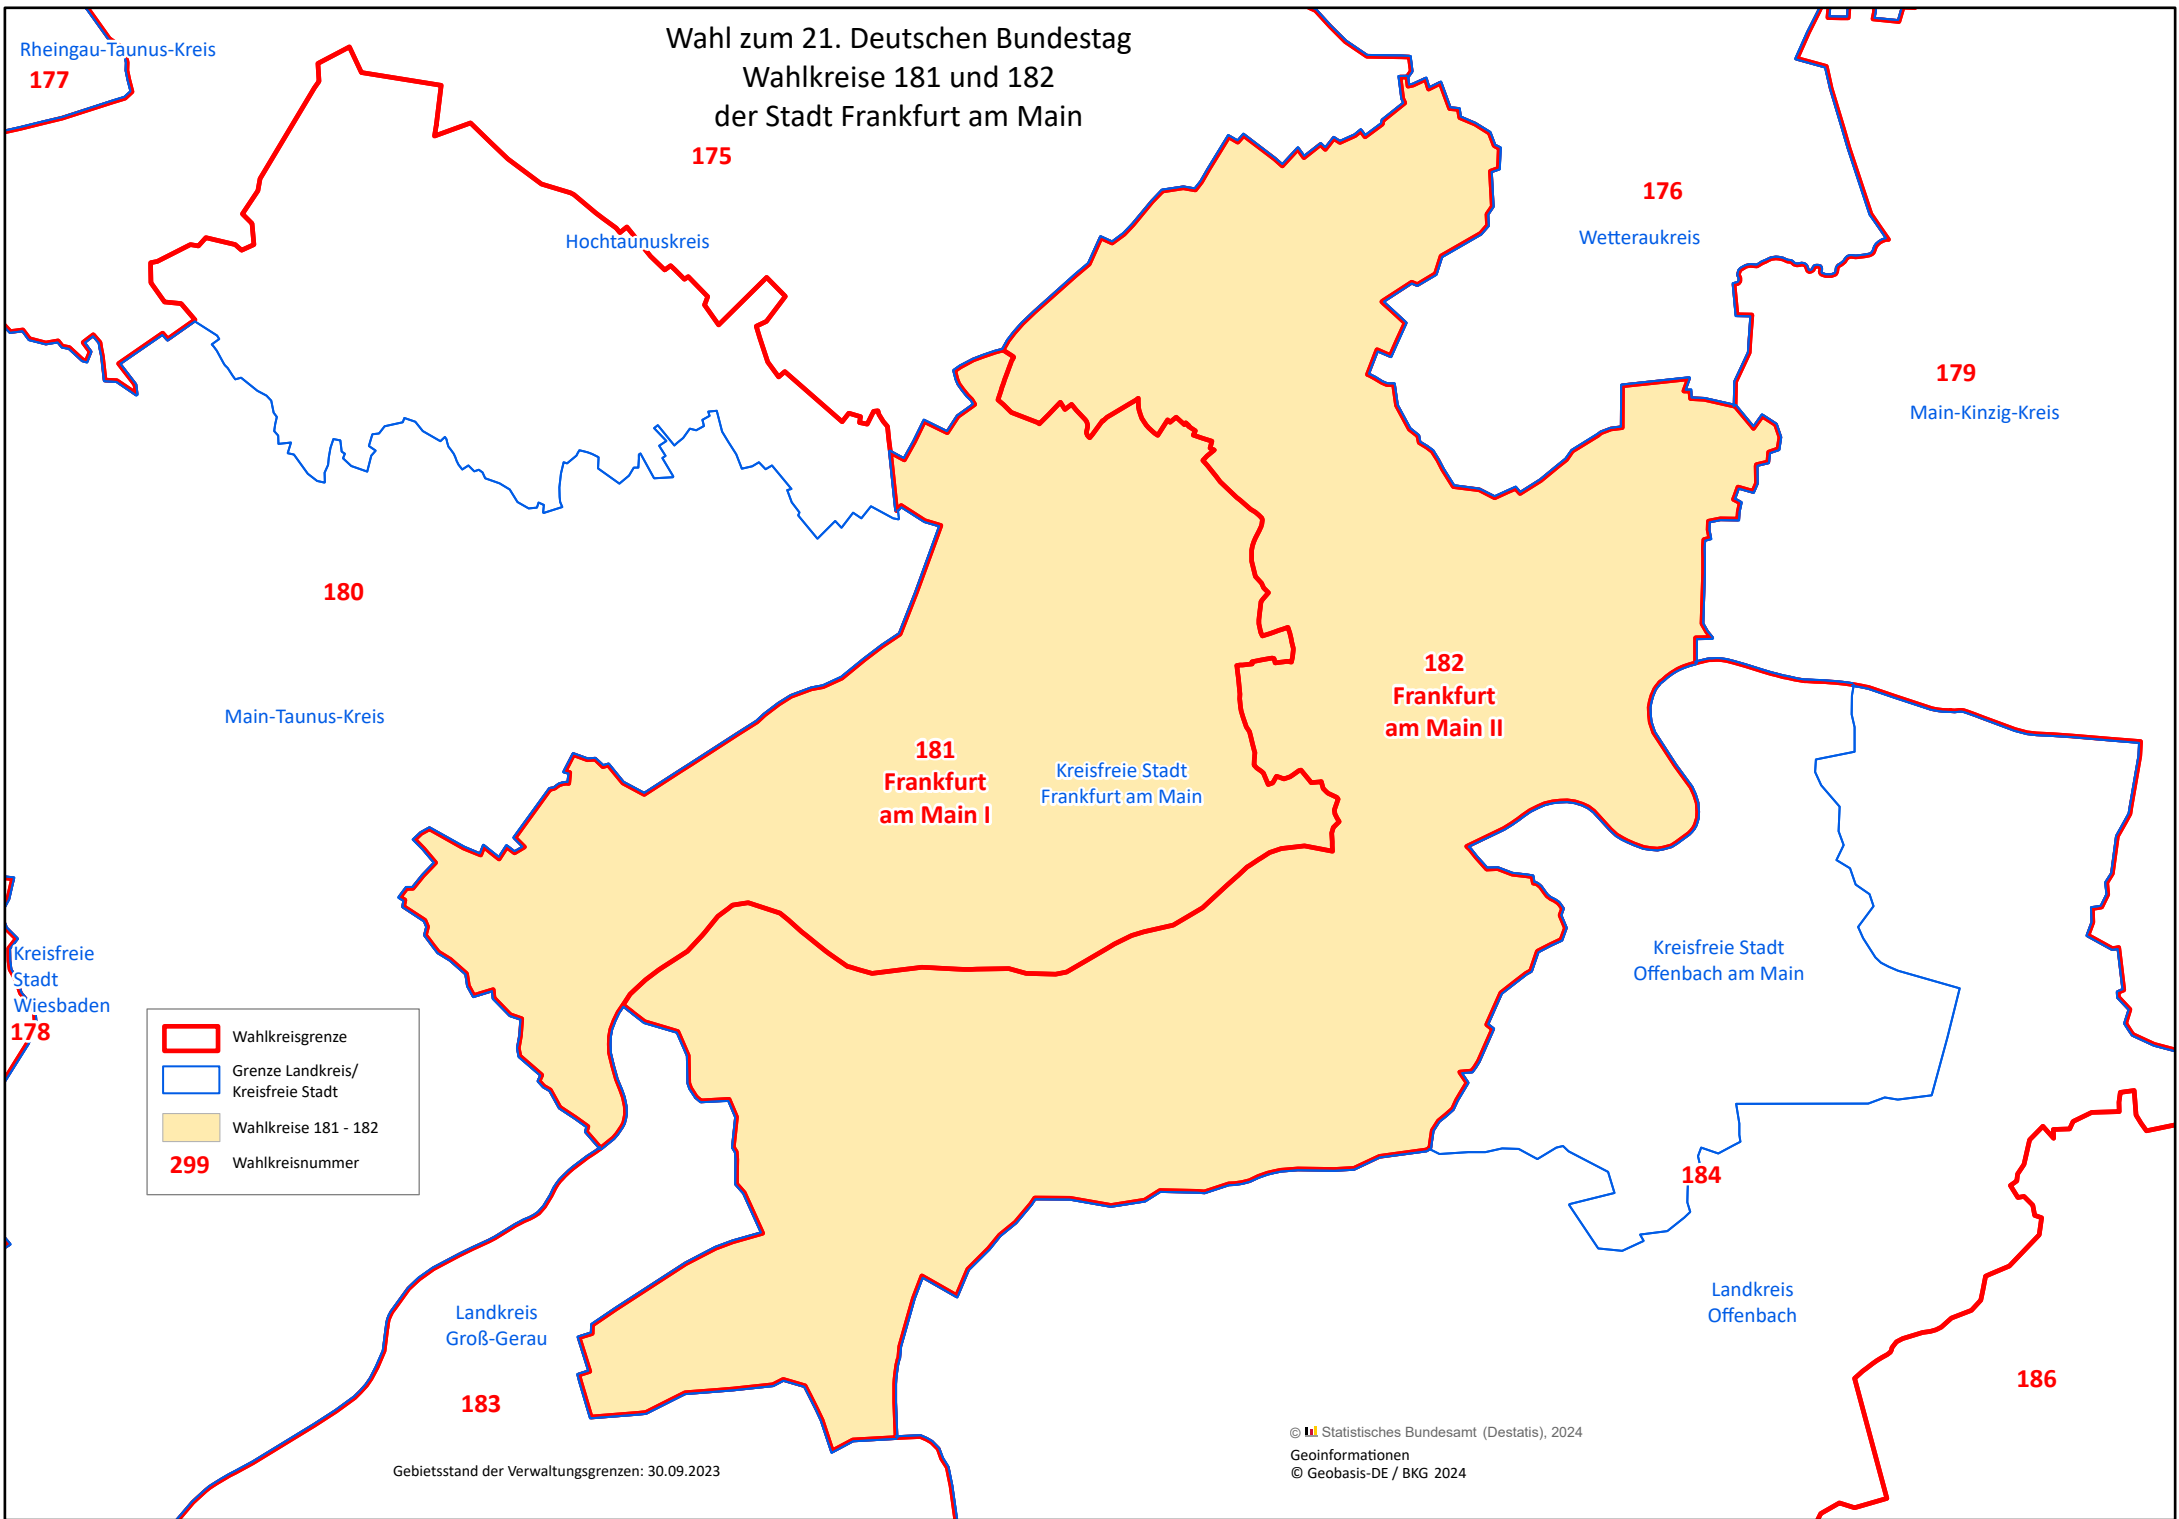 Wahl zum 21. Deutschen Bundestag
Wahlkreise 181 und 182
der Stadt Frankfurt am Main
Rheingau-Taunus-Kreis
177
175
Hochtaunuskreis
176
Wetteraukreis
179
Main-Kinzig-Kreis
180
Main-Taunus-Kreis
182
Frankfurt
am Main II
181
Frankfurt
am Main I
Kreisfreie Stadt
Frankfurt am Main
Kreisfreie
Stadt
Wiesbaden
178
Kreisfreie Stadt
Offenbach am Main
Wahlkreisgrenze
Grenze Landkreis/
Kreisfreie Stadt
Wahlkreise 181 - 182
299 Wahlkreisnummer
184
Landkreis
Offenbach
Landkreis
Groß-Gerau
183
186
Gebietsstand der Verwaltungsgrenzen: 30.09.2023
© Statistisches Bundesamt (Destatis), 2024
Geoinformationen
© Geobasis-DE / BKG 2024